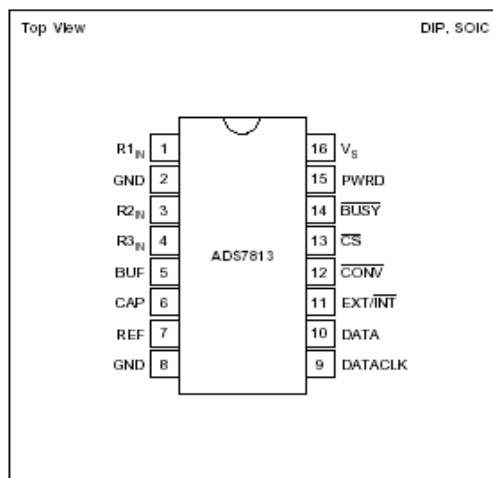 Top View DIP, SOIC
R1IN 1 16 VS
GND 2 15 PWRD
R2IN 3 14 BUSY
R3IN 4 13 CS
ADS7813
BUF 5 12 CONV
CAP 6 11 EXT/INT
REF 7 10 DATA
GND 8 9 DATACLK